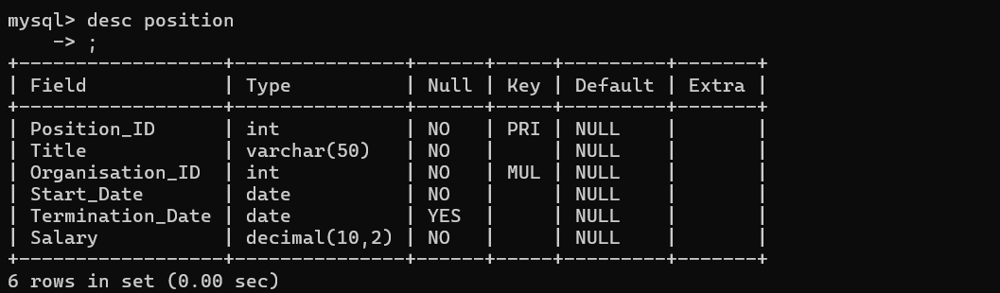 mysql> desc position
    -> ;
+------------------+---------------+------+-----+---------+-------+
| Field            | Type          | Null | Key | Default | Extra |
+------------------+---------------+------+-----+---------+-------+
| Position_ID      | int           | NO   | PRI | NULL    |       |
| Title            | varchar(50)   | NO   |     | NULL    |       |
| Organisation_ID  | int           | NO   | MUL | NULL    |       |
| Start_Date       | date          | NO   |     | NULL    |       |
| Termination_Date | date          | YES  |     | NULL    |       |
| Salary           | decimal(10,2) | NO   |     | NULL    |       |
+------------------+---------------+------+-----+---------+-------+
6 rows in set (0.00 sec)